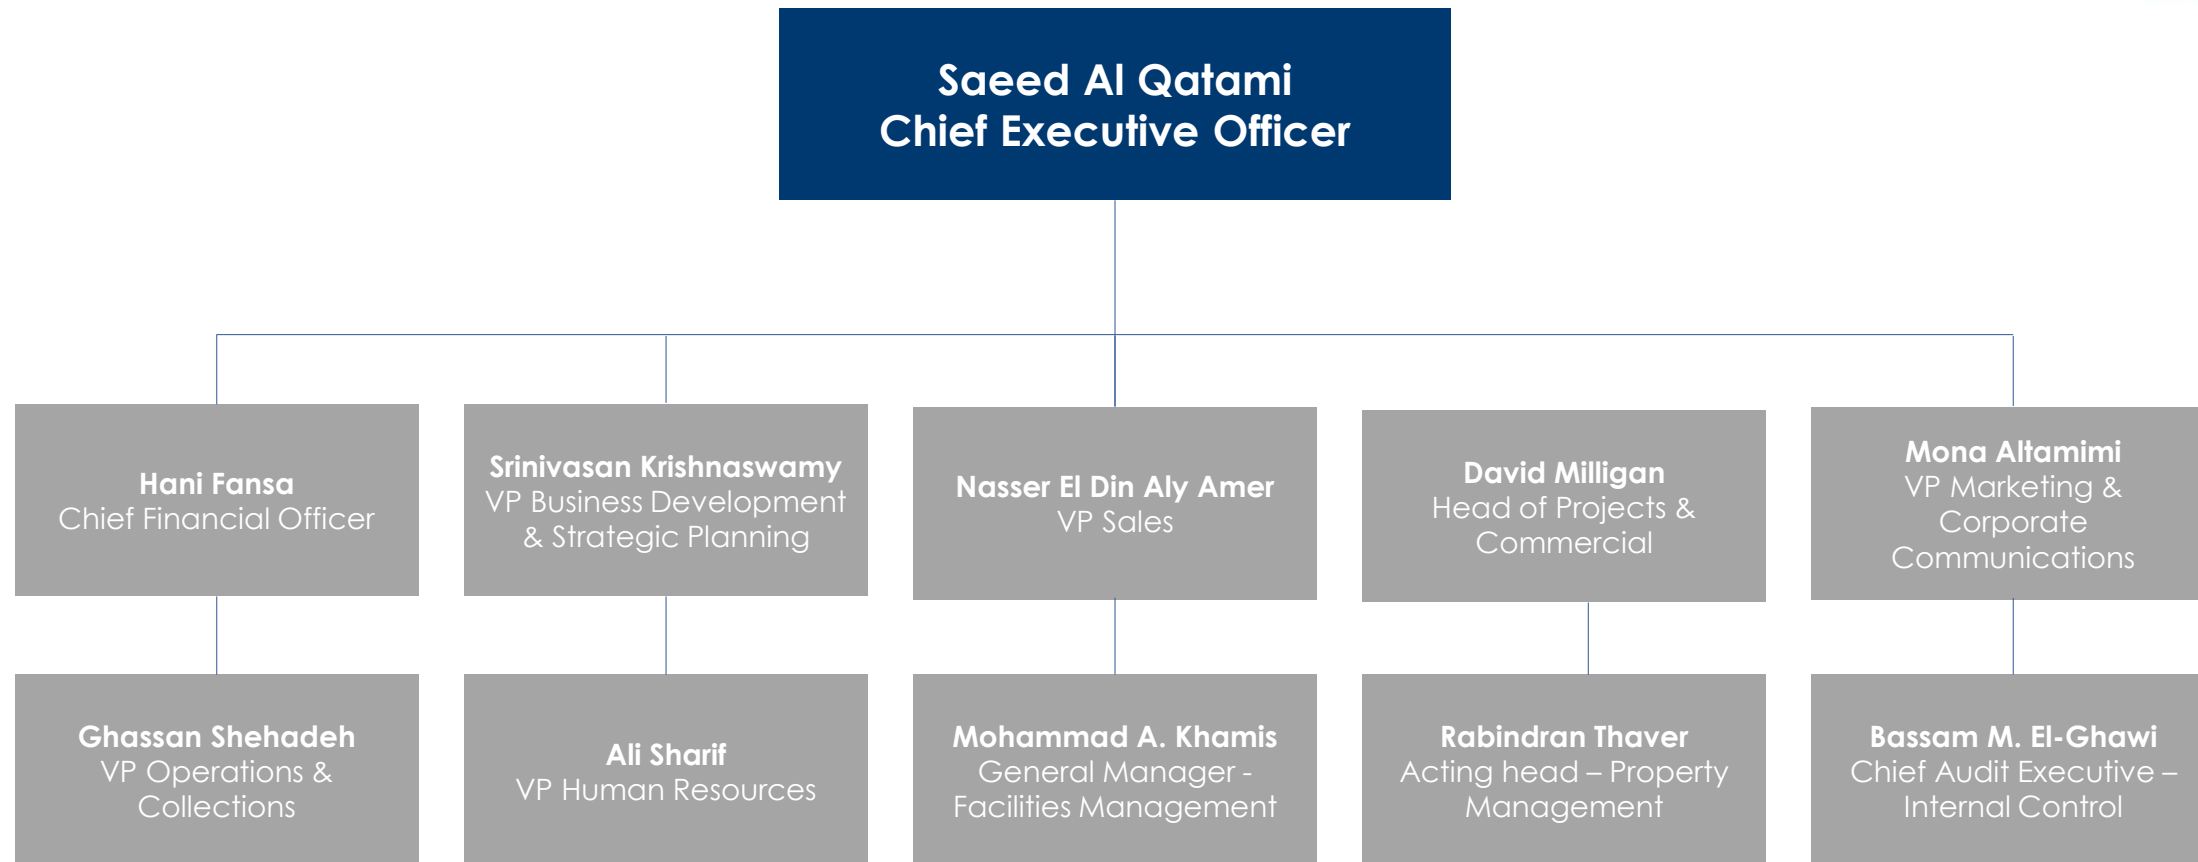 Saeed Al Qatami
Chief Executive Officer
Hani Fansa
Chief Financial Officer
Srinivasan Krishnaswamy
VP Business Development
& Strategic Planning
Nasser El Din Aly Amer
VP Sales
David Milligan
Head of Projects &
Commercial
Mona Altamimi
VP Marketing &
Corporate
Communications
Ghassan Shehadeh
VP Operations &
Collections
Ali Sharif
VP Human Resources
Mohammad A. Khamis
General Manager -
Facilities Management
Rabindran Thaver
Acting head – Property
Management
Bassam M. El-Ghawi
Chief Audit Executive –
Internal Control